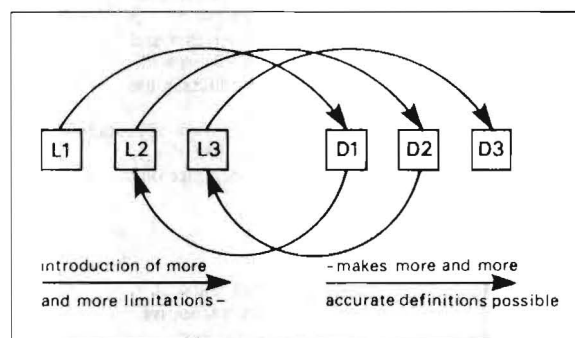 L1 L2 L3 D1 D2 D3
introduction of more
and more limitations–
–makes more and more
accurate definitions possible